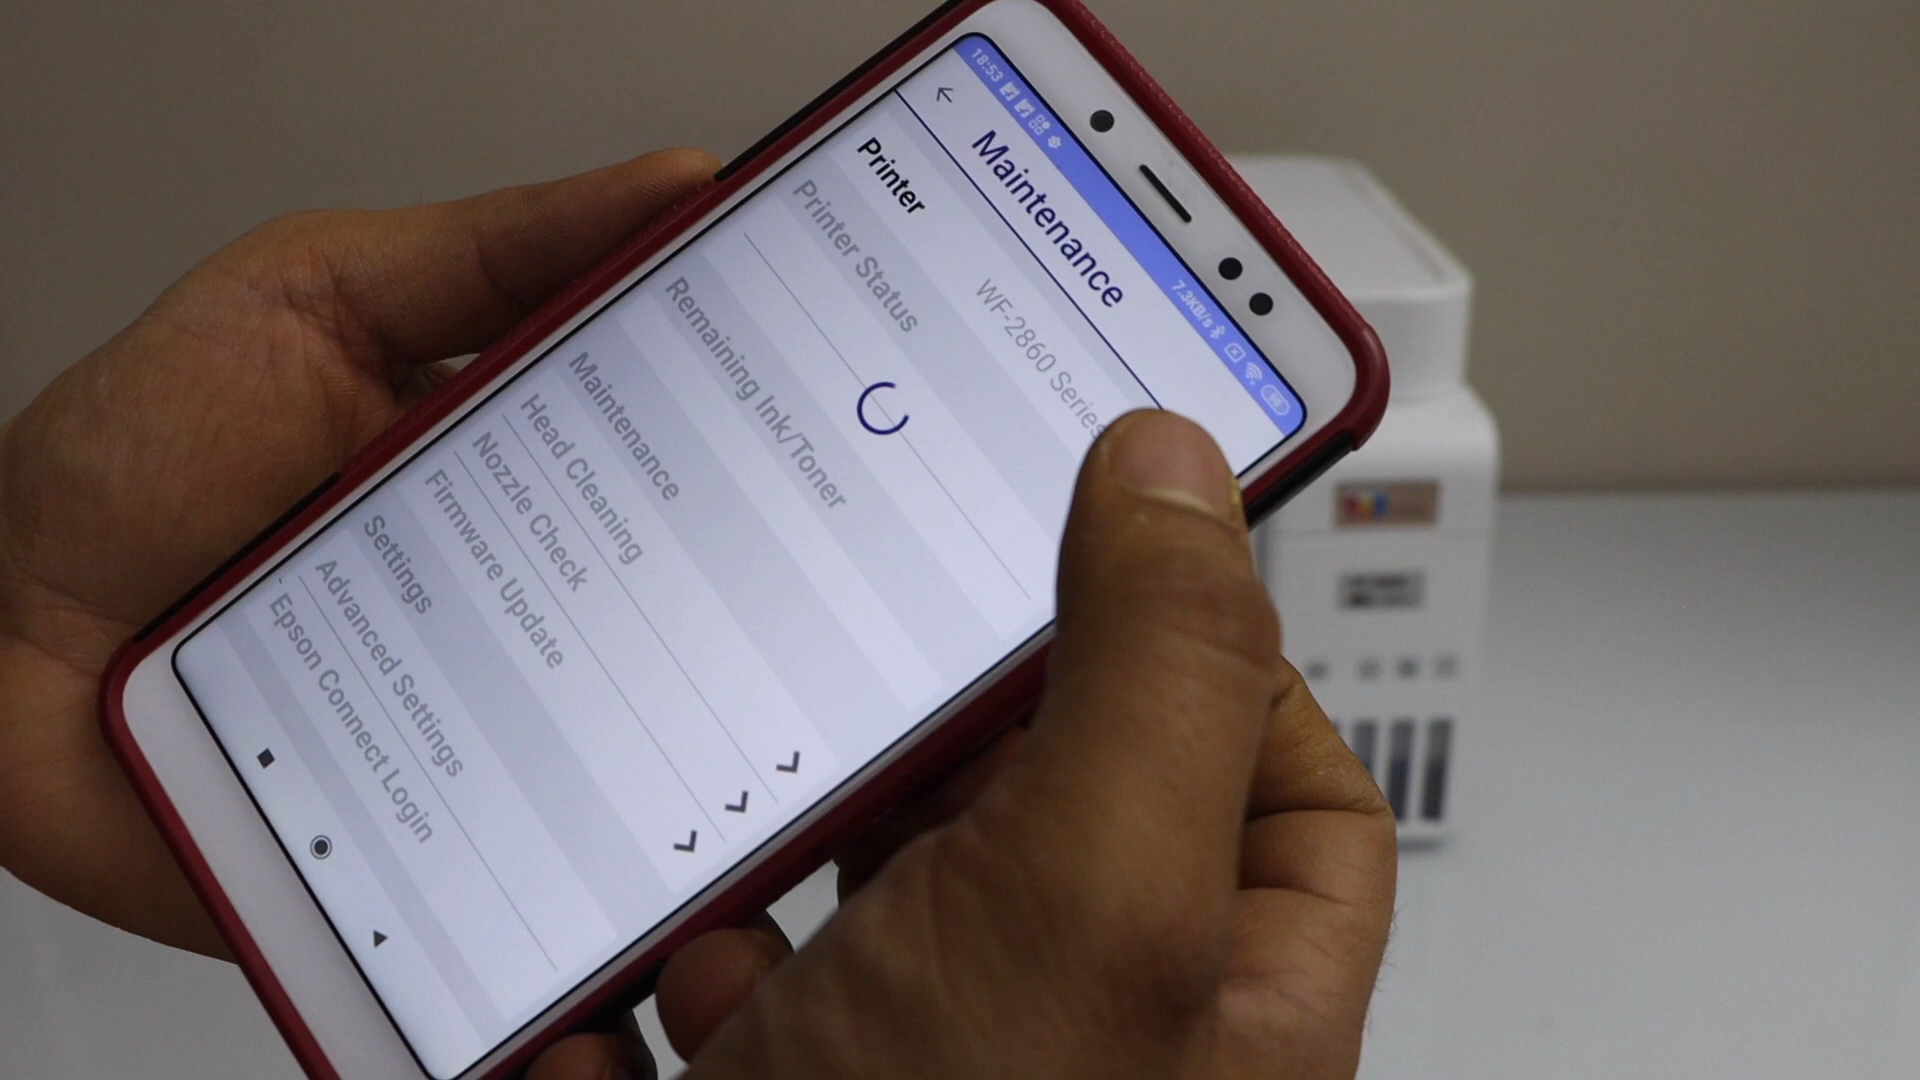 18:53
7.3KB/s
Maintenance
Printer
WF-2860 Series
Printer Status
Remaining Ink/Toner
Maintenance
Head Cleaning
Nozzle Check
Firmware Update
Settings
Advanced Settings
Epson Connect Login